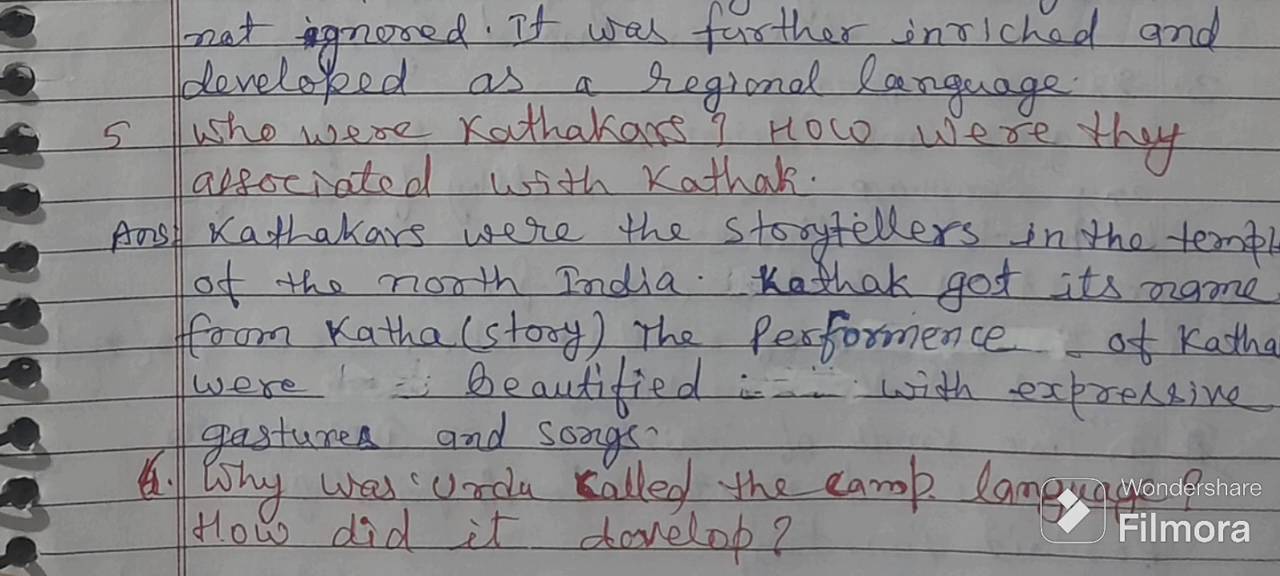 not ignored. It was further inriched and
developed as a regional language.
5 Who were Kathakars? How were they
associated with Kathak.
Ans Kathakars were the storytellers in the templ
of the north India. Kathak got its name
from Katha (story) The Performence of Katha
were beautified with expressive
gastures and songs.
6. Why was Urdu called the camp language?
How did it develop?
Wondershare
Filmora